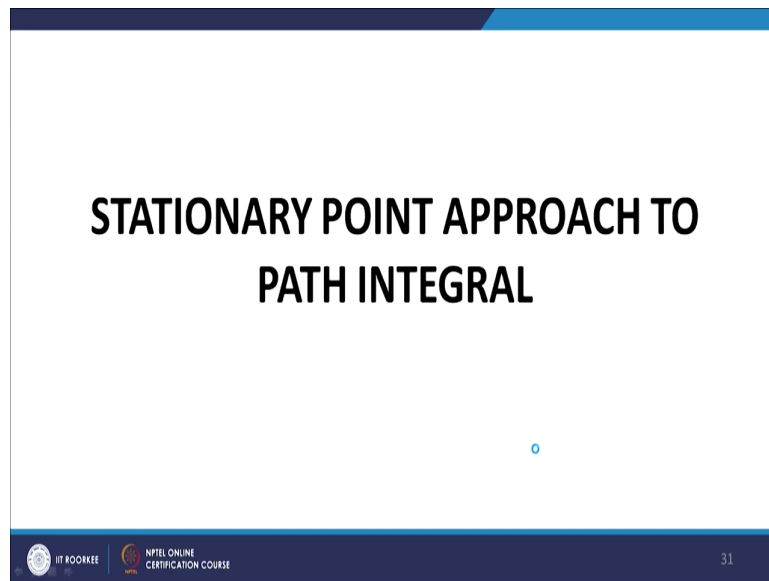 STATIONARY POINT APPROACH TO
PATH INTEGRAL
IIT ROORKEE
NPTEL ONLINE
CERTIFICATION COURSE
31